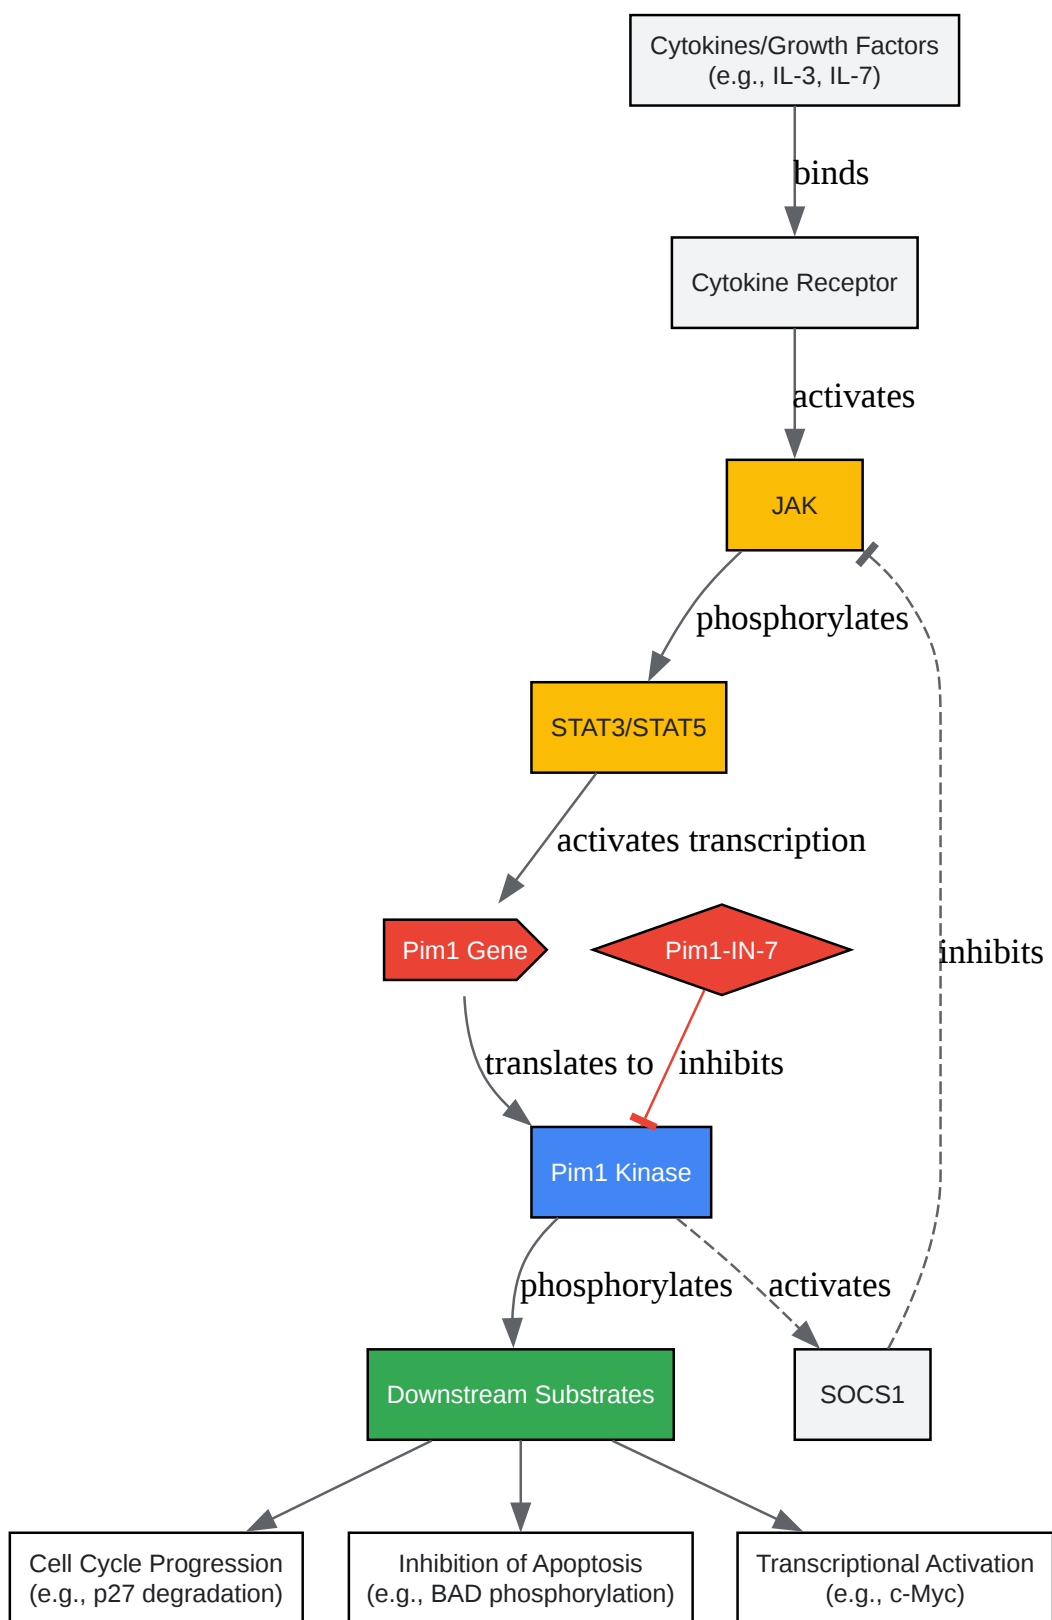 Cytokines/Growth Factors
(e.g., IL-3, IL-7)
binds
Cytokine Receptor
activates
JAK
phosphorylates
STAT3/STAT5
activates transcription
Pim1 Gene
Pim1-IN-7
inhibits
translates to
inhibits
Pim1 Kinase
phosphorylates
activates
Downstream Substrates
SOCS1
Cell Cycle Progression
(e.g., p27 degradation)
Inhibition of Apoptosis
(e.g., BAD phosphorylation)
Transcriptional Activation
(e.g., c-Myc)